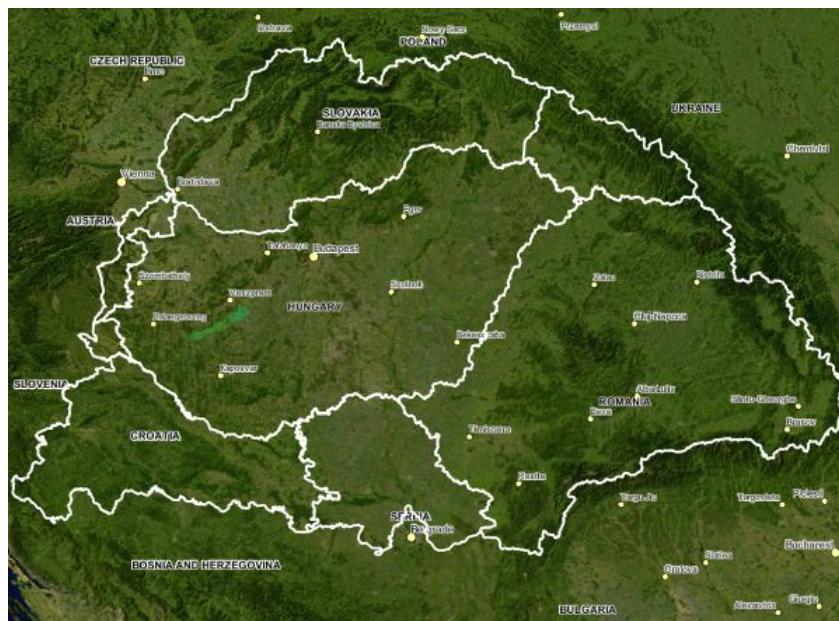 Ostrava
Nowy Sacz
Przemysl
POLAND
CZECH REPUBLIC
Brno
UKRAINE
SLOVAKIA
Banska Bystrica
Chernivtsi
Vienna
Bratislava
AUSTRIA
Eger
Tatabanya
Budapest
Szombathely
Zalau
Bistrita
Veszprem
Szolnok
HUNGARY
Zalaegerszeg
Cluj-Napoca
Bekescsaba
Kaposvar
SLOVENIA
Alba Iulia
ROMANIA
Sfintu-Gheorghe
Deva
CROATIA
Timisoara
Brasov
Resita
Targu Jiu
Targoviste
Ploiesti
SERBIA
Belgrade
Bucharest
BOSNIA AND HERZEGOVINA
Slatina
Craiova
Alexandria
Giurgiu
BULGARIA